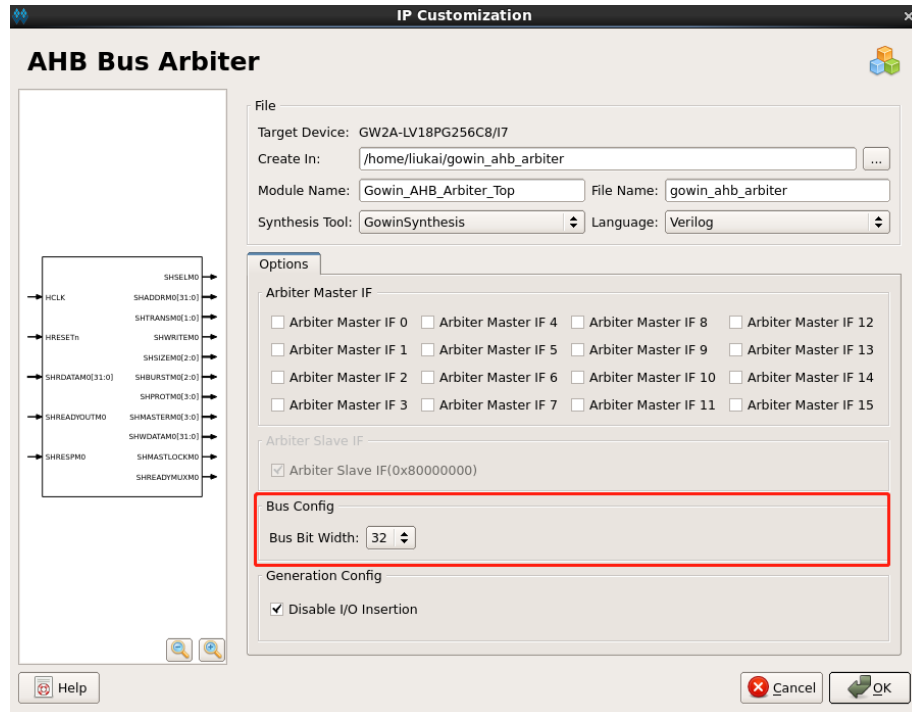 IP Customization
AHB Bus Arbiter
File
Target Device: GW2A-LV18PG256C8/I7
Create In: /home/liukai/gowin_ahb_arbiter ...
Module Name: Gowin_AHB_Arbiter_Top File Name: gowin_ahb_arbiter
Synthesis Tool: GowinSynthesis Language: Verilog
SHSELM0
HCLK SHADDRM0[31:0]
SHTRANSM0[1:0]
HRESETn SHWRITEM0
SHSIZEM0[2:0]
SHRDATAM0[31:0] SHBURSTM0[2:0]
SHPROTM0[3:0]
SHREADYOUTM0 SHMASTERM0[3:0]
SHWDATAM0[31:0]
SHRESPM0 SHMASTLOCKM0
SHREADYMUXM0
Options
Arbiter Master IF
Arbiter Master IF 0 Arbiter Master IF 4 Arbiter Master IF 8 Arbiter Master IF 12
Arbiter Master IF 1 Arbiter Master IF 5 Arbiter Master IF 9 Arbiter Master IF 13
Arbiter Master IF 2 Arbiter Master IF 6 Arbiter Master IF 10 Arbiter Master IF 14
Arbiter Master IF 3 Arbiter Master IF 7 Arbiter Master IF 11 Arbiter Master IF 15
Arbiter Slave IF
Arbiter Slave IF(0x80000000)
Bus Config
Bus Bit Width: 32
Generation Config
Disable I/O Insertion
Help Cancel OK